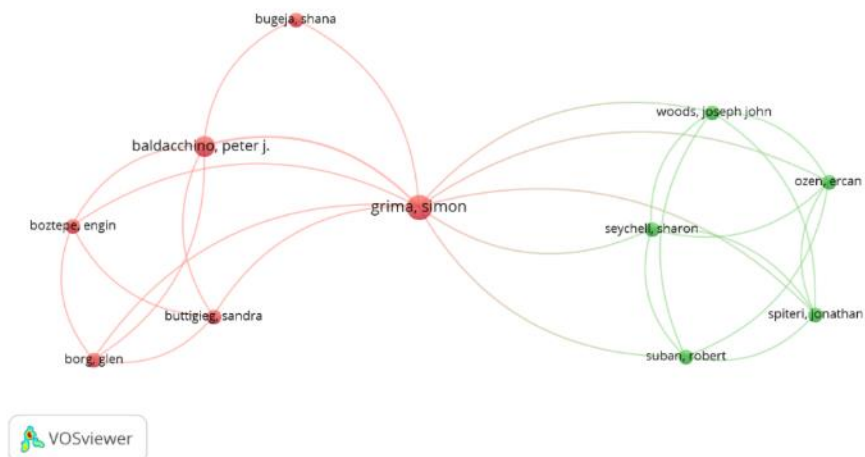 bugeja, shana
woods, joseph john
baldacchino, peter j.
ozen, ercan
grima, simon
boztepe, engin
seychell, sharon
buttigieg, sandra
spiteri, jonathan
borg, glen
suban, robert
VOSviewer